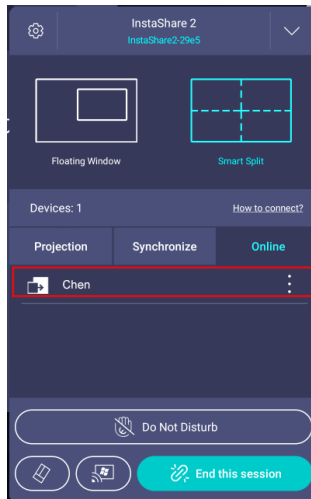 InstaShare 2
InstaShare2-29e5
Floating Window
Smart Split
Devices: 1
How to connect?
Projection
Synchronize
Online
Chen
Do Not Disturb
End this session